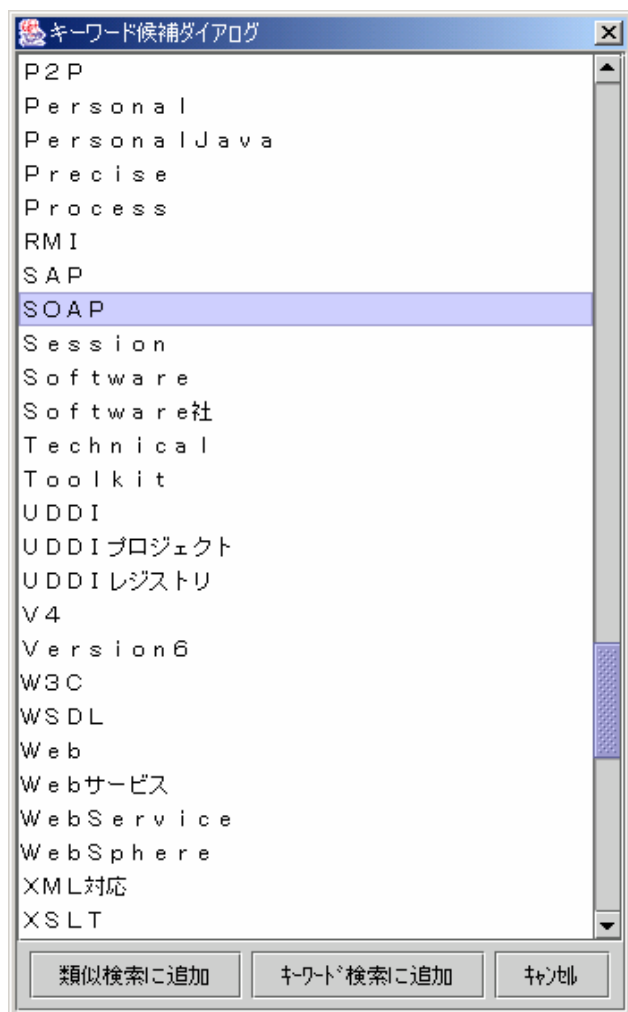 キーワード候補ダイアログ
Ｐ２Ｐ
Ｐｅｒｓｏｎａｌ
ＰｅｒｓｏｎａｌＪａｖａ
Ｐｒｅｃｉｓｅ
Ｐｒｏｃｅｓｓ
ＲＭＩ
ＳＡＰ
ＳＯＡＰ
Ｓｅｓｓｉｏｎ
Ｓｏｆｔｗａｒｅ
Ｓｏｆｔｗａｒｅ社
Ｔｅｃｈｎｉｃａｌ
Ｔｏｏｌｋｉｔ
ＵＤＤＩ
ＵＤＤＩプロジェクト
ＵＤＤＩレジストリ
Ｖ４
Ｖｅｒｓｉｏｎ６
Ｗ３Ｃ
ＷＳＤＬ
Ｗｅｂ
Ｗｅｂサービス
ＷｅｂＳｅｒｖｉｃｅ
ＷｅｂＳｐｈｅｒｅ
ＸＭＬ対応
ＸＳＬＴ
類似検索に追加 ｷｰﾜｰﾄﾞ検索に追加 ｷｬﾝｾﾙ